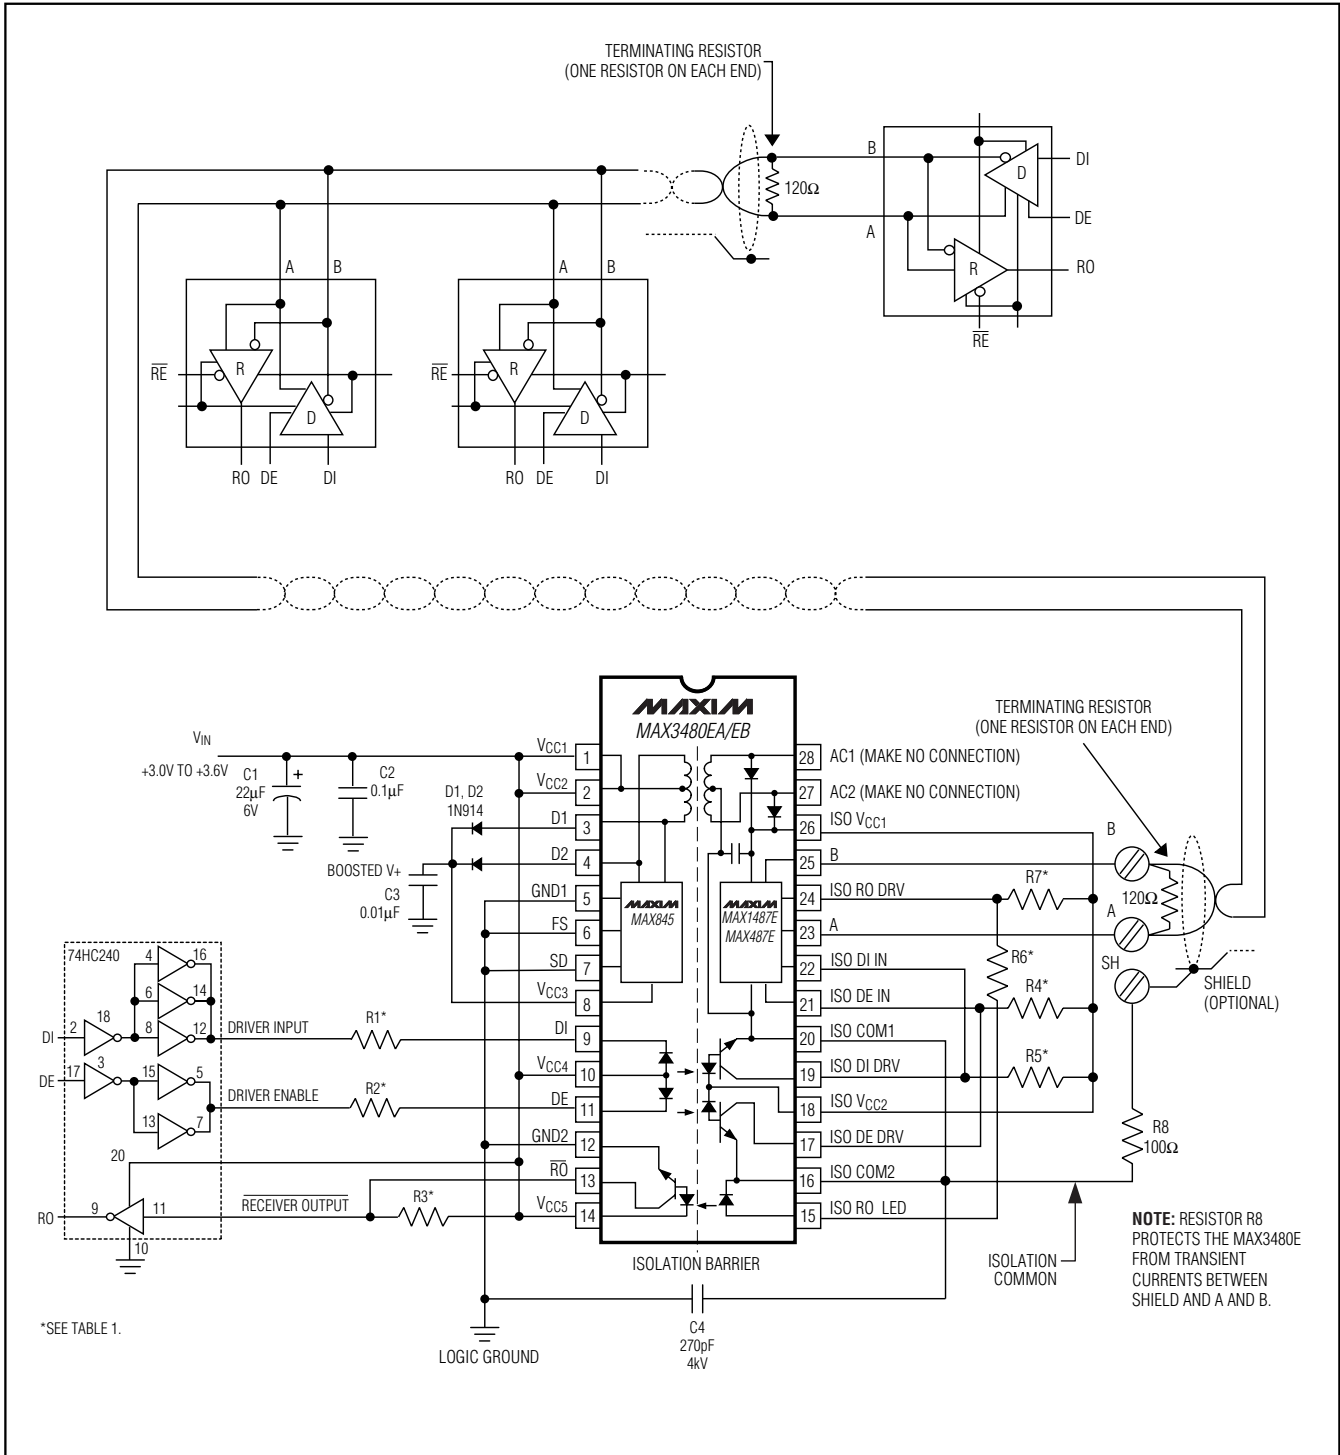 TERMINATING RESISTOR
(ONE RESISTOR ON EACH END)
B
120Ω
A
DI
D
DE
R
RO
RE
A B
R
RE
D
RO DE DI
A B
R
RE
D
RO DE DI
MAXIM
MAX3480EA/EB
TERMINATING RESISTOR
(ONE RESISTOR ON EACH END)
VIN
+3.0V TO +3.6V
C1
22µF
6V
C2
0.1µF
D1, D2
1N914
BOOSTED V+
C3
0.01µF
VCC1 1
VCC2 2
D1 3
D2 4
GND1 5
FS 6
SD 7
VCC3 8
DI 9
VCC4 10
DE 11
GND2 12
RO 13
VCC5 14
MAXIM
MAX845
MAXIM
MAX1487E
MAX487E
28 AC1 (MAKE NO CONNECTION)
27 AC2 (MAKE NO CONNECTION)
26 ISO VCC1
25 B
24 ISO RO DRV
23 A
22 ISO DI IN
21 ISO DE IN
20 ISO COM1
19 ISO DI DRV
18 ISO VCC2
17 ISO DE DRV
16 ISO COM2
15 ISO RO LED
R7*
R6*
R4*
R5*
B
120Ω
A
SH
SHIELD
(OPTIONAL)
R8
100Ω
74HC240
4 16
6 14
DI 2 18 8 12 DRIVER INPUT R1*
DE 17 3 15 5
DRIVER ENABLE R2*
13 7
20
RO 9 11 RECEIVER OUTPUT R3*
10
ISOLATION BARRIER
ISOLATION
COMMON
NOTE: RESISTOR R8
PROTECTS THE MAX3480E
FROM TRANSIENT
CURRENTS BETWEEN
SHIELD AND A AND B.
C4
270pF
4kV
LOGIC GROUND
*SEE TABLE 1.